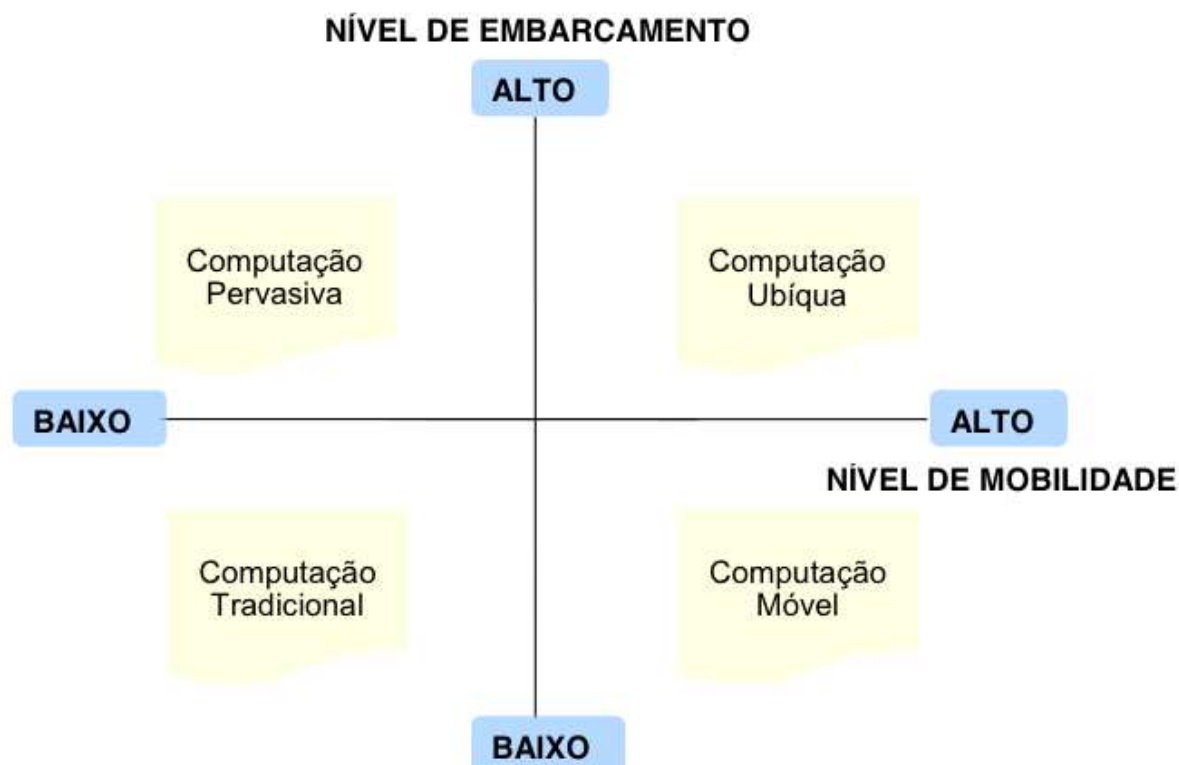 NÍVEL DE EMBARCAMENTO
ALTO
Computação
Pervasiva
Computação
Ubíqua
BAIXO
ALTO
NÍVEL DE MOBILIDADE
Computação
Tradicional
Computação
Móvel
BAIXO